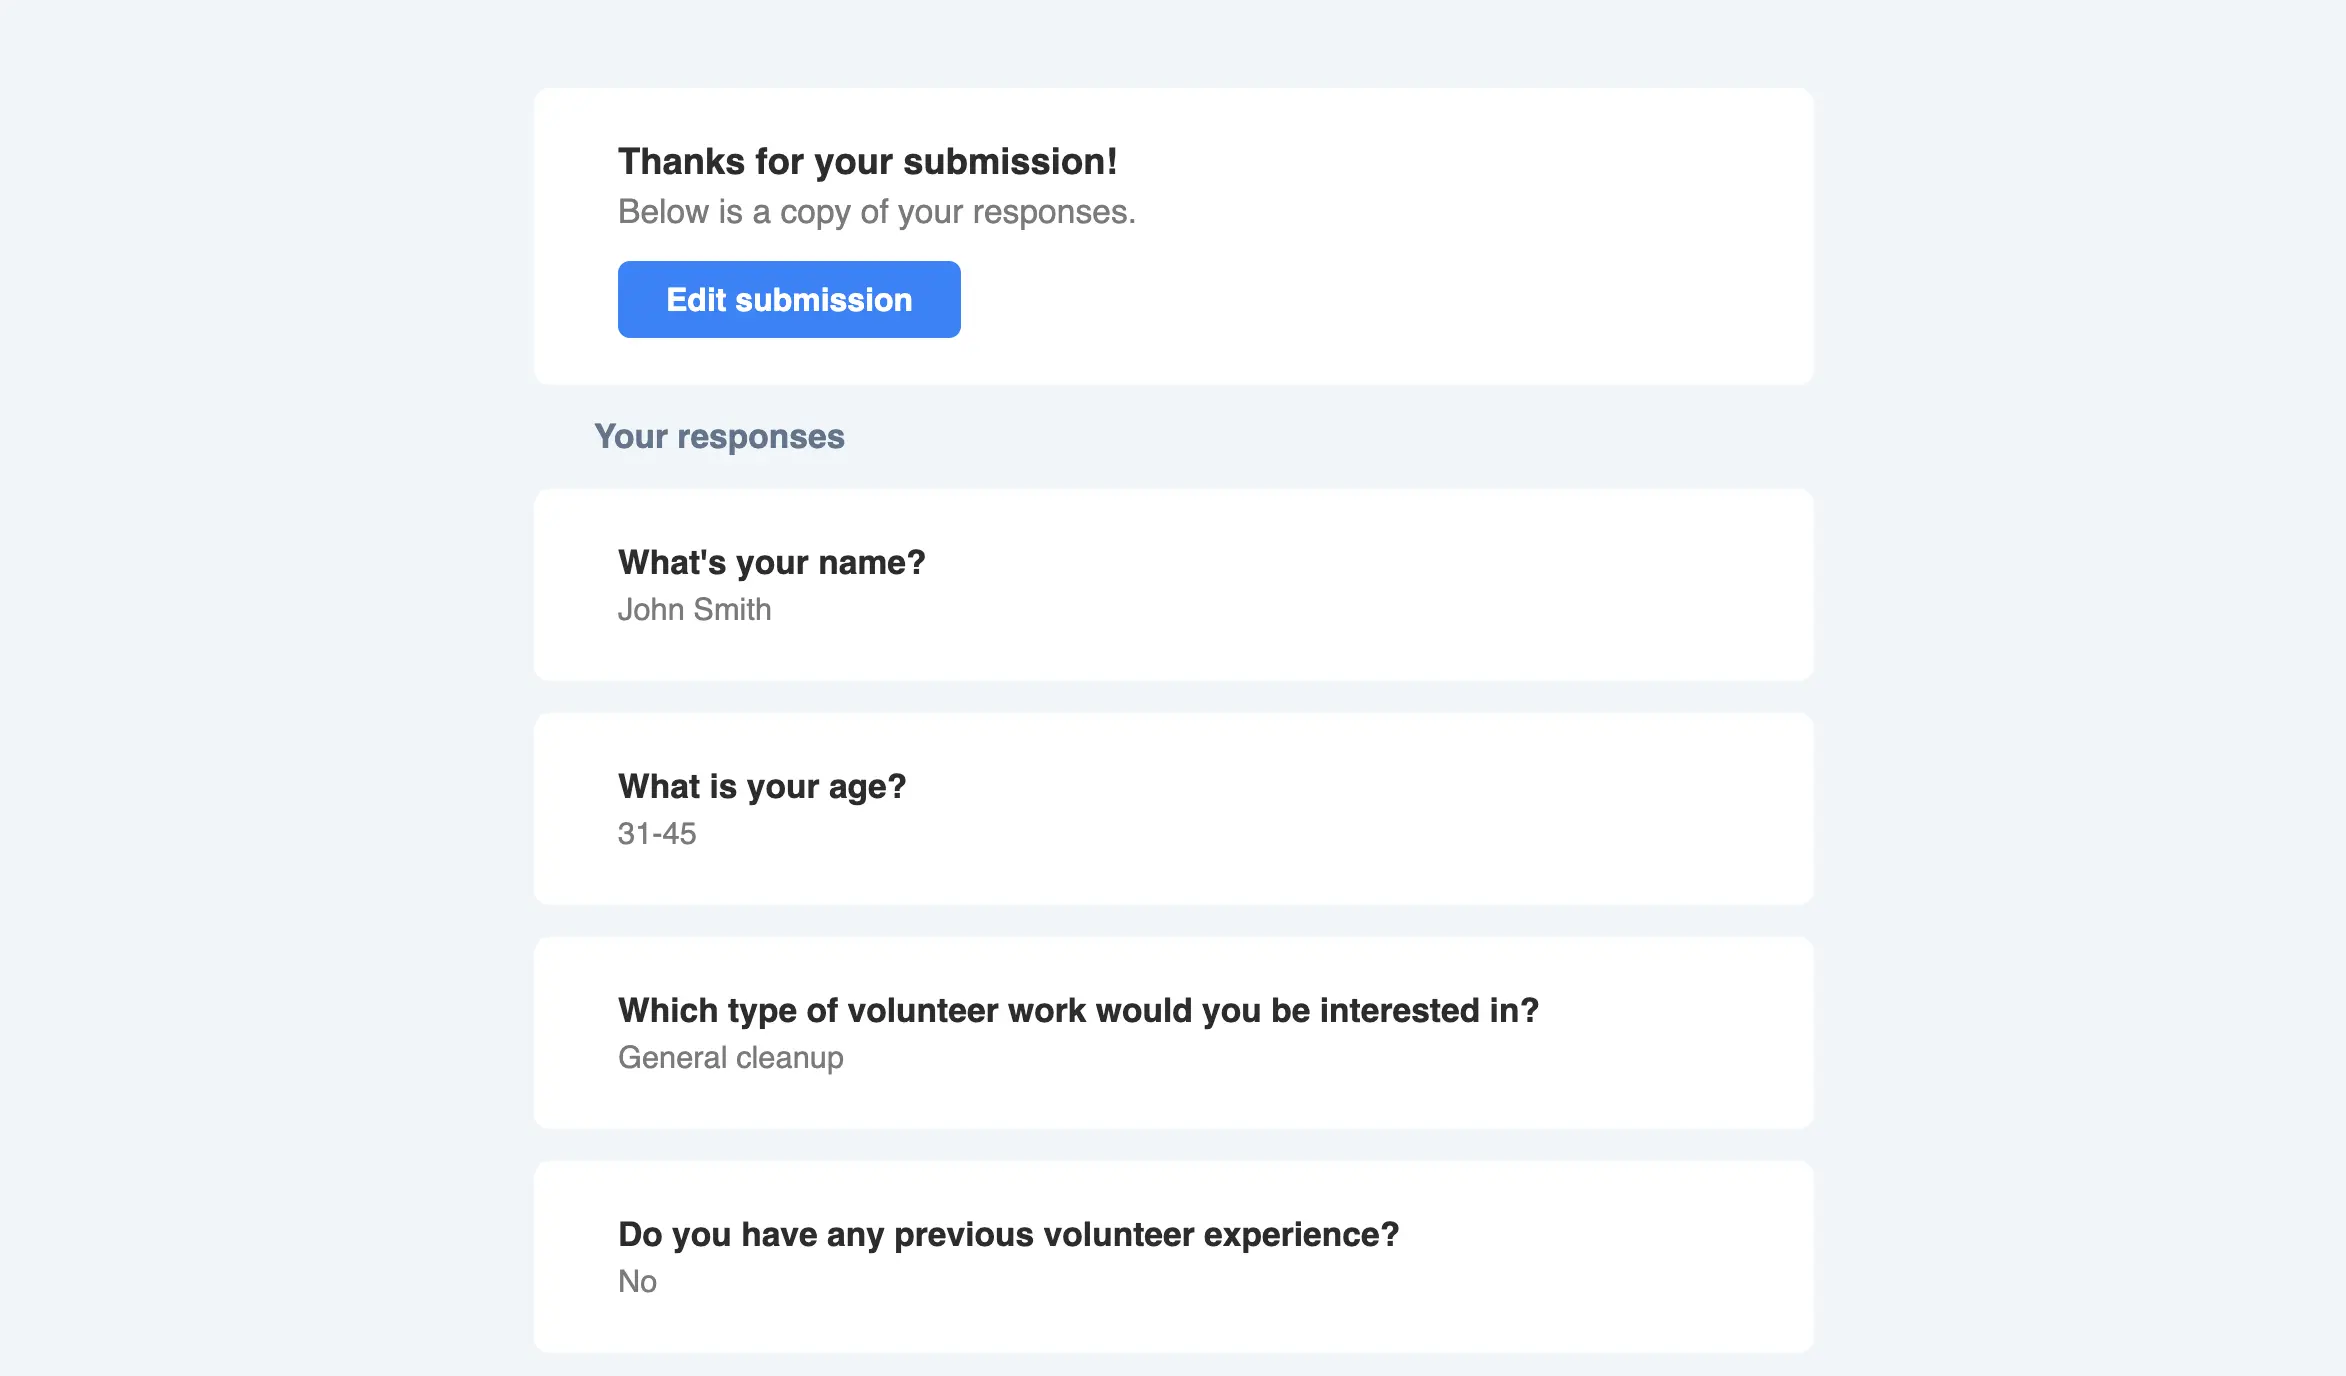 Thanks for your submission!
Below is a copy of your responses.
Edit submission
Your responses
What's your name?
John Smith
What is your age?
31-45
Which type of volunteer work would you be interested in?
General cleanup
Do you have any previous volunteer experience?
No